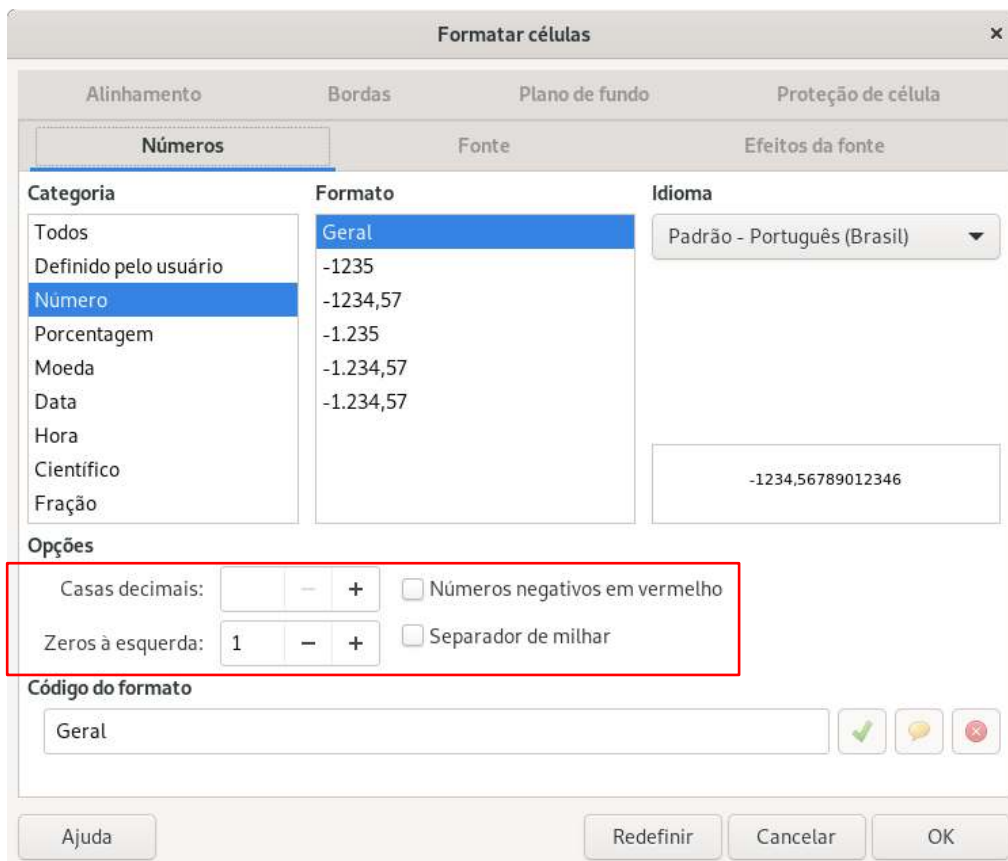 Formatar células
Alinhamento Bordas Plano de fundo Proteção de célula
Números Fonte Efeitos da fonte
Categoria Formato Idioma
Todos
Definido pelo usuário
Número
Porcentagem
Moeda
Data
Hora
Científico
Fração
Geral
-1235
-1234,57
-1.235
-1.234,57
-1.234,57
Padrão - Português (Brasil)
-1234,56789012346
Opções
Casas decimais: − + Números negativos em vermelho
Zeros à esquerda: 1 − + Separador de milhar
Código do formato
Geral
Ajuda Redefinir Cancelar OK